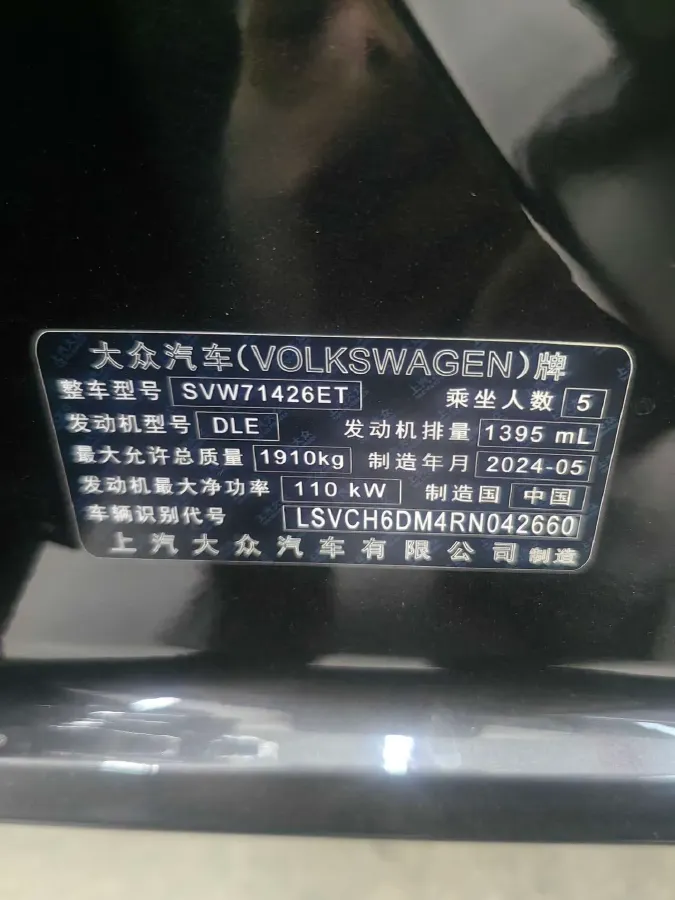 大众汽车(VOLKSWAGEN)牌
整车型号 SVW71426ET 乘坐人数 5
发动机型号 DLE 发动机排量 1395 mL
最大允许总质量 1910kg 制造年月 2024-05
发动机最大净功率 110 kW 制造国 中国
车辆识别代号 LSVCH6DM4RN042660
上汽大众汽车有限公司 制造